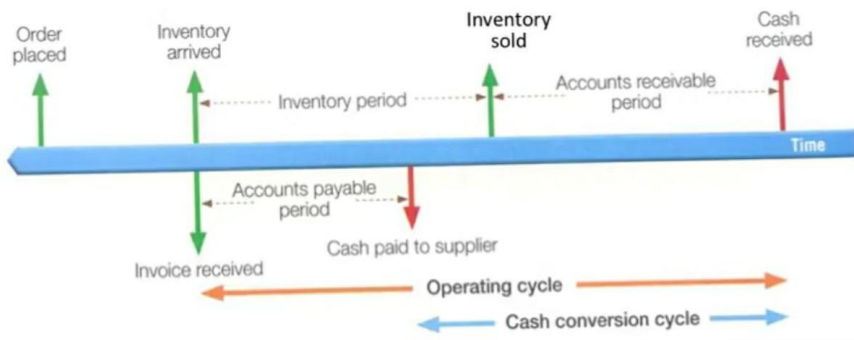 Order
placed
Inventory
arrived
Inventory
sold
Cash
received
Inventory period
Accounts receivable
period
Time
Accounts payable
period
Cash paid to supplier
Invoice received
Operating cycle
Cash conversion cycle